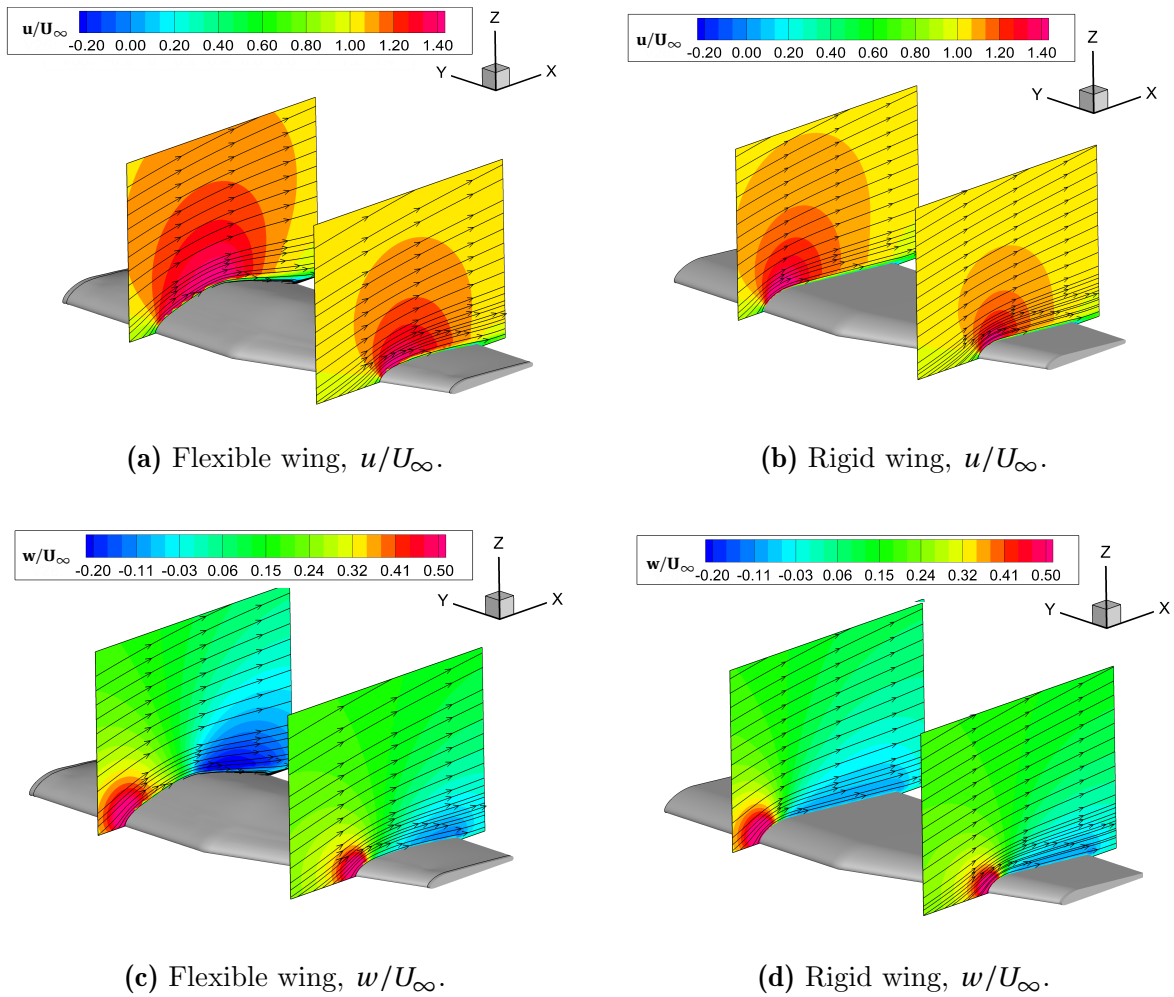 u/U∞
-0.20 0.00 0.20 0.40 0.60 0.80 1.00 1.20 1.40
Z
Y
X
u/U∞
-0.20 0.00 0.20 0.40 0.60 0.80 1.00 1.20 1.40
Z
Y
X
(a) Flexible wing, u/U∞.
(b) Rigid wing, u/U∞.
w/U∞
-0.20 -0.11 -0.03 0.06 0.15 0.24 0.32 0.41 0.50
Z
Y
X
w/U∞
-0.20 -0.11 -0.03 0.06 0.15 0.24 0.32 0.41 0.50
Z
Y
X
(c) Flexible wing, w/U∞.
(d) Rigid wing, w/U∞.